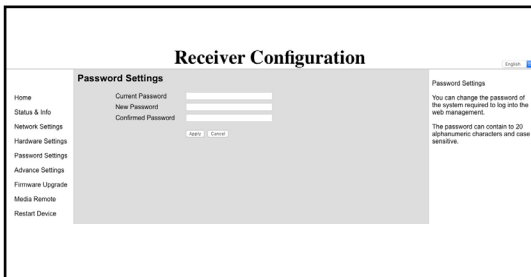 Receiver Configuration
English
Home
Status & Info
Network Settings
Hardware Settings
Password Settings
Advance Settings
Firmware Upgrade
Media Remote
Restart Device
Password Settings
Current Password
New Password
Confirmed Password
Apply
Cancel
Password Settings
You can change the password of
the system required to log into the
web management.
The password can contain to 20
alphanumeric characters and case
sensitive.